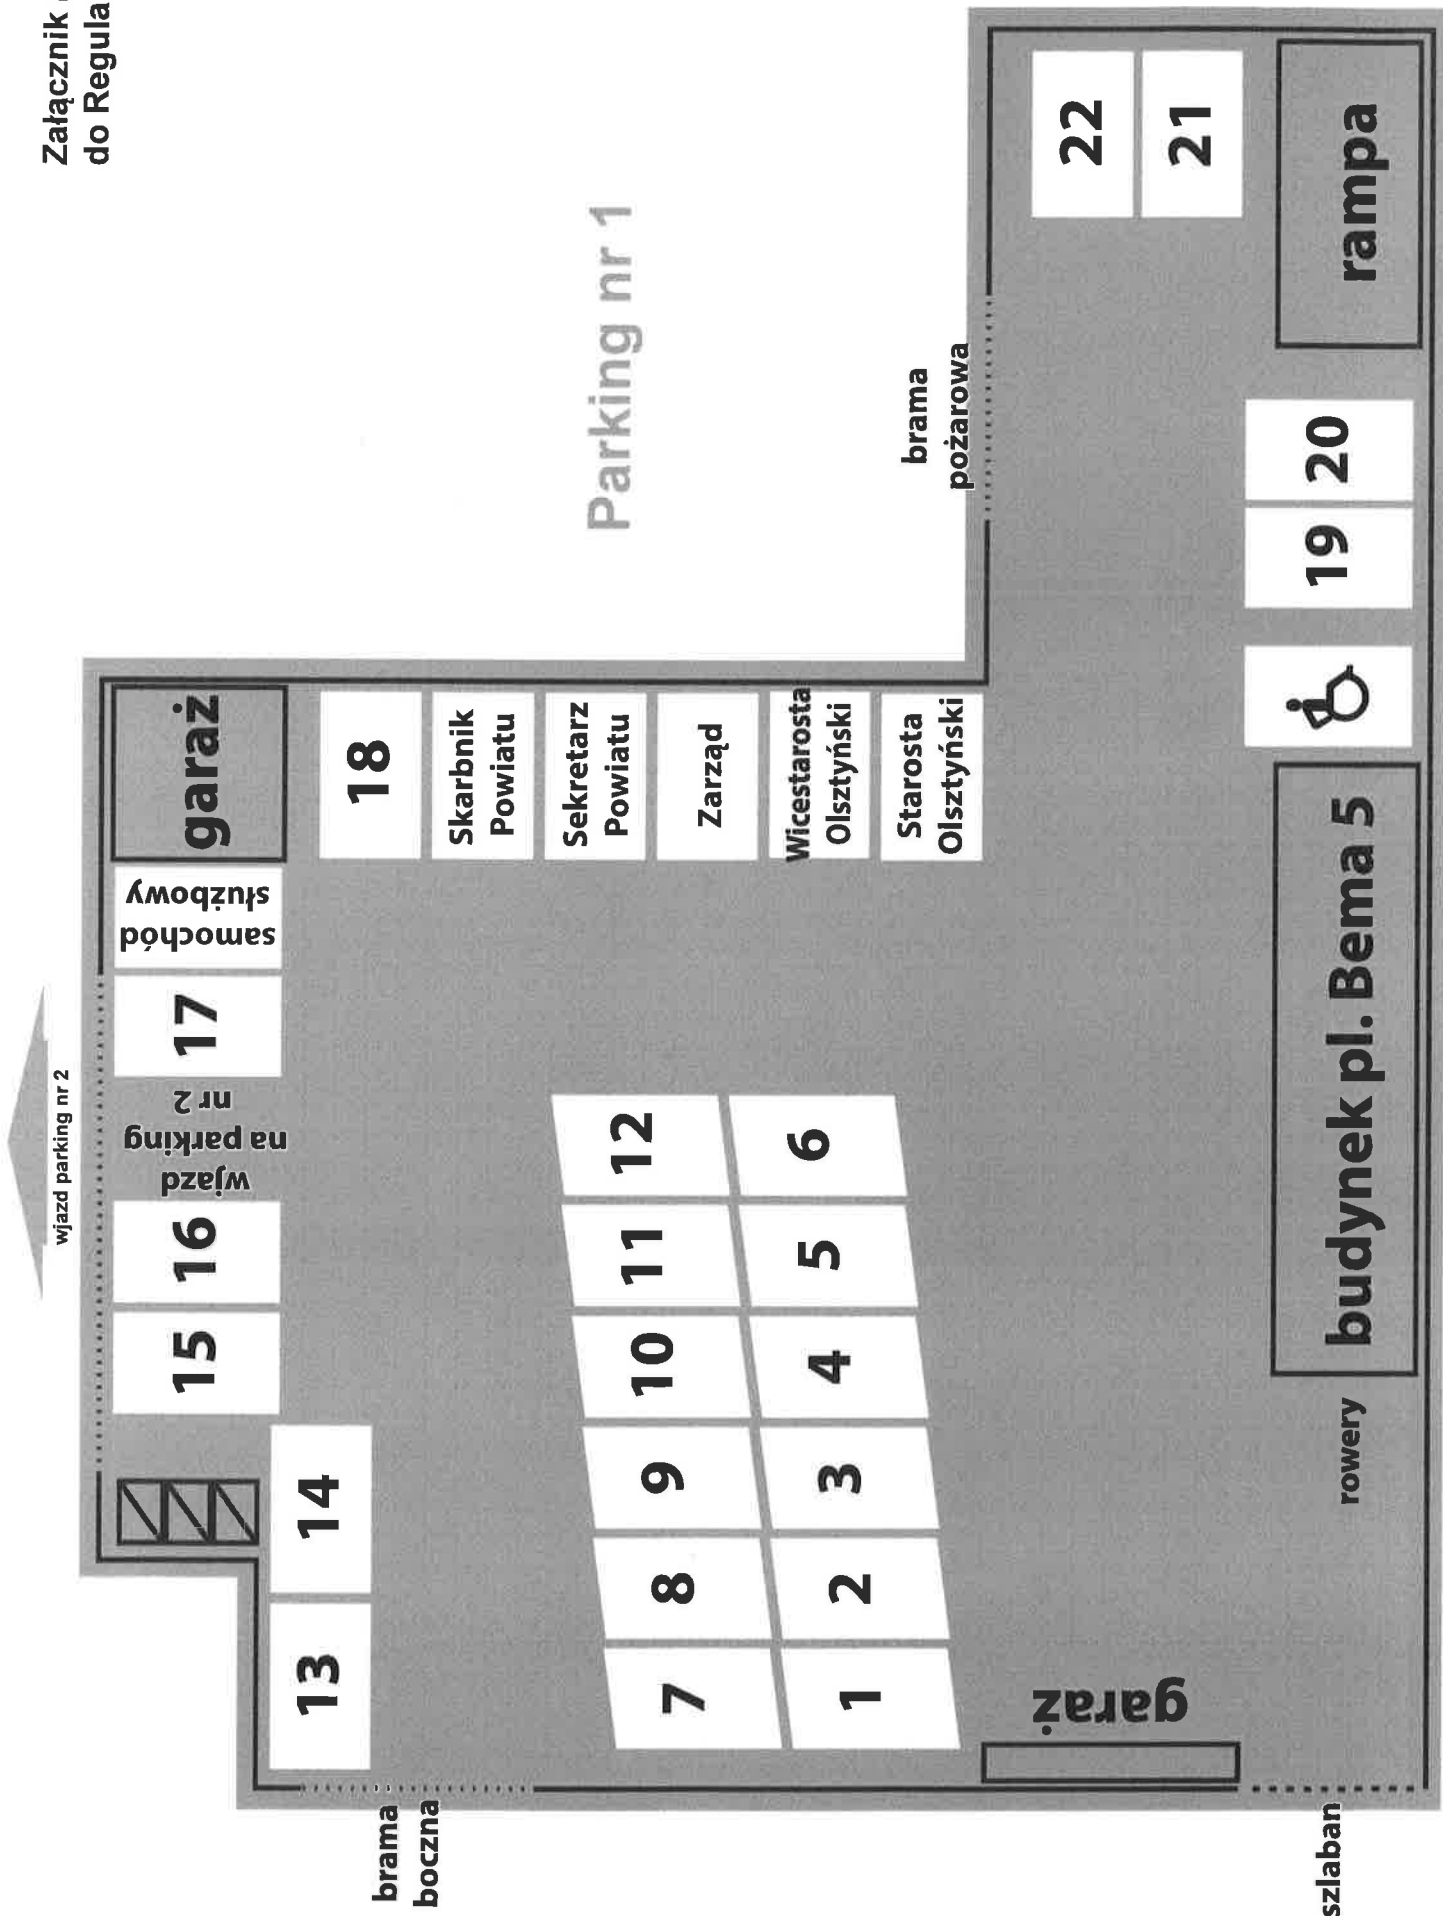 Załącznik
do Regula
wjazd parking nr 2
15
16
wjazd
na parking
nr 2
17
samochód
służbowy
garaż
13
14
18
brama
boczna
Skarbnik
Powiatu
Sekretarz
Powiatu
Zarząd
Wicestarosta
Olsztyński
Starosta
Olsztyński
Parking nr 1
7
8
9
10
11
12
1
2
3
4
5
6
brama
pożarowa
22
21
garaż
szlaban
rowery
budynek pl. Bema 5
19
20
rampa